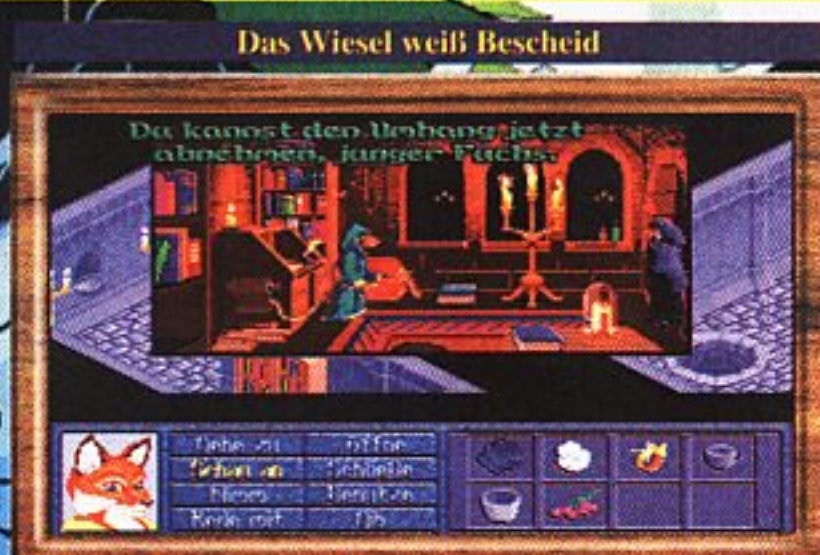 Das Wiesel weiß Bescheid
Du kannst den Umhang jetzt
abnehmen, junger Fuchs.
Gehe zu Öffne
Schau an Schließe
Nimm Benutze
Rede mit Gib